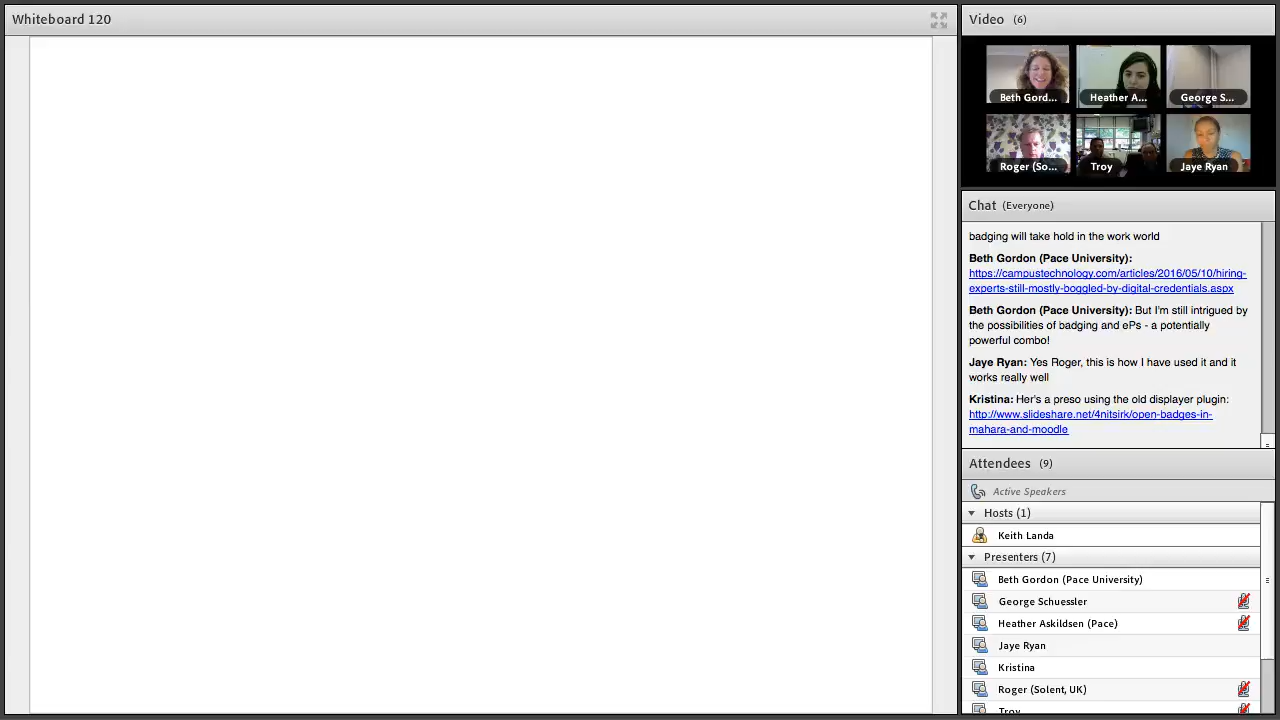 Whiteboard 120
Video (6)
Beth Gord...
Heather A...
George S...
Roger (So...
Troy
Jaye Ryan
Chat (Everyone)
badging will take hold in the work world
Beth Gordon (Pace University):
https://campustechnology.com/articles/2016/05/10/hiring-
experts-still-mostly-boggled-by-digital-credentials.aspx
Beth Gordon (Pace University): But I'm still intrigued by
the possibilities of badging and ePs - a potentially
powerful combo!
Jaye Ryan: Yes Roger, this is how I have used it and it
works really well
Kristina: Her's a preso using the old displayer plugin:
http://www.slideshare.net/4nitsirk/open-badges-in-
mahara-and-moodle
Attendees (9)
Active Speakers
Hosts (1)
Keith Landa
Presenters (7)
Beth Gordon (Pace University)
George Schuessler
Heather Askildsen (Pace)
Jaye Ryan
Kristina
Roger (Solent, UK)
Troy